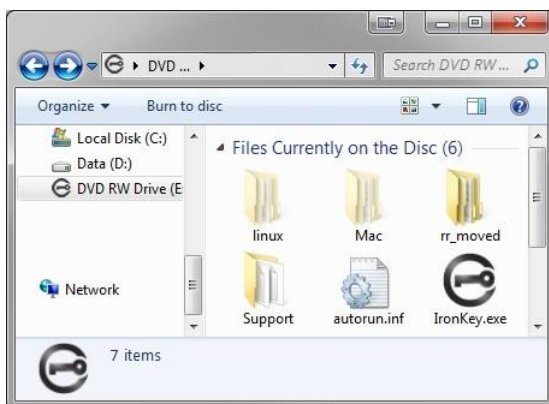 DVD ...
Search DVD RW ...
Organize Burn to disc
Local Disk (C:)
Data (D:)
DVD RW Drive (E
Network
Files Currently on the Disc (6)
linux Mac rr_moved
Support autorun.inf IronKey.exe
7 items